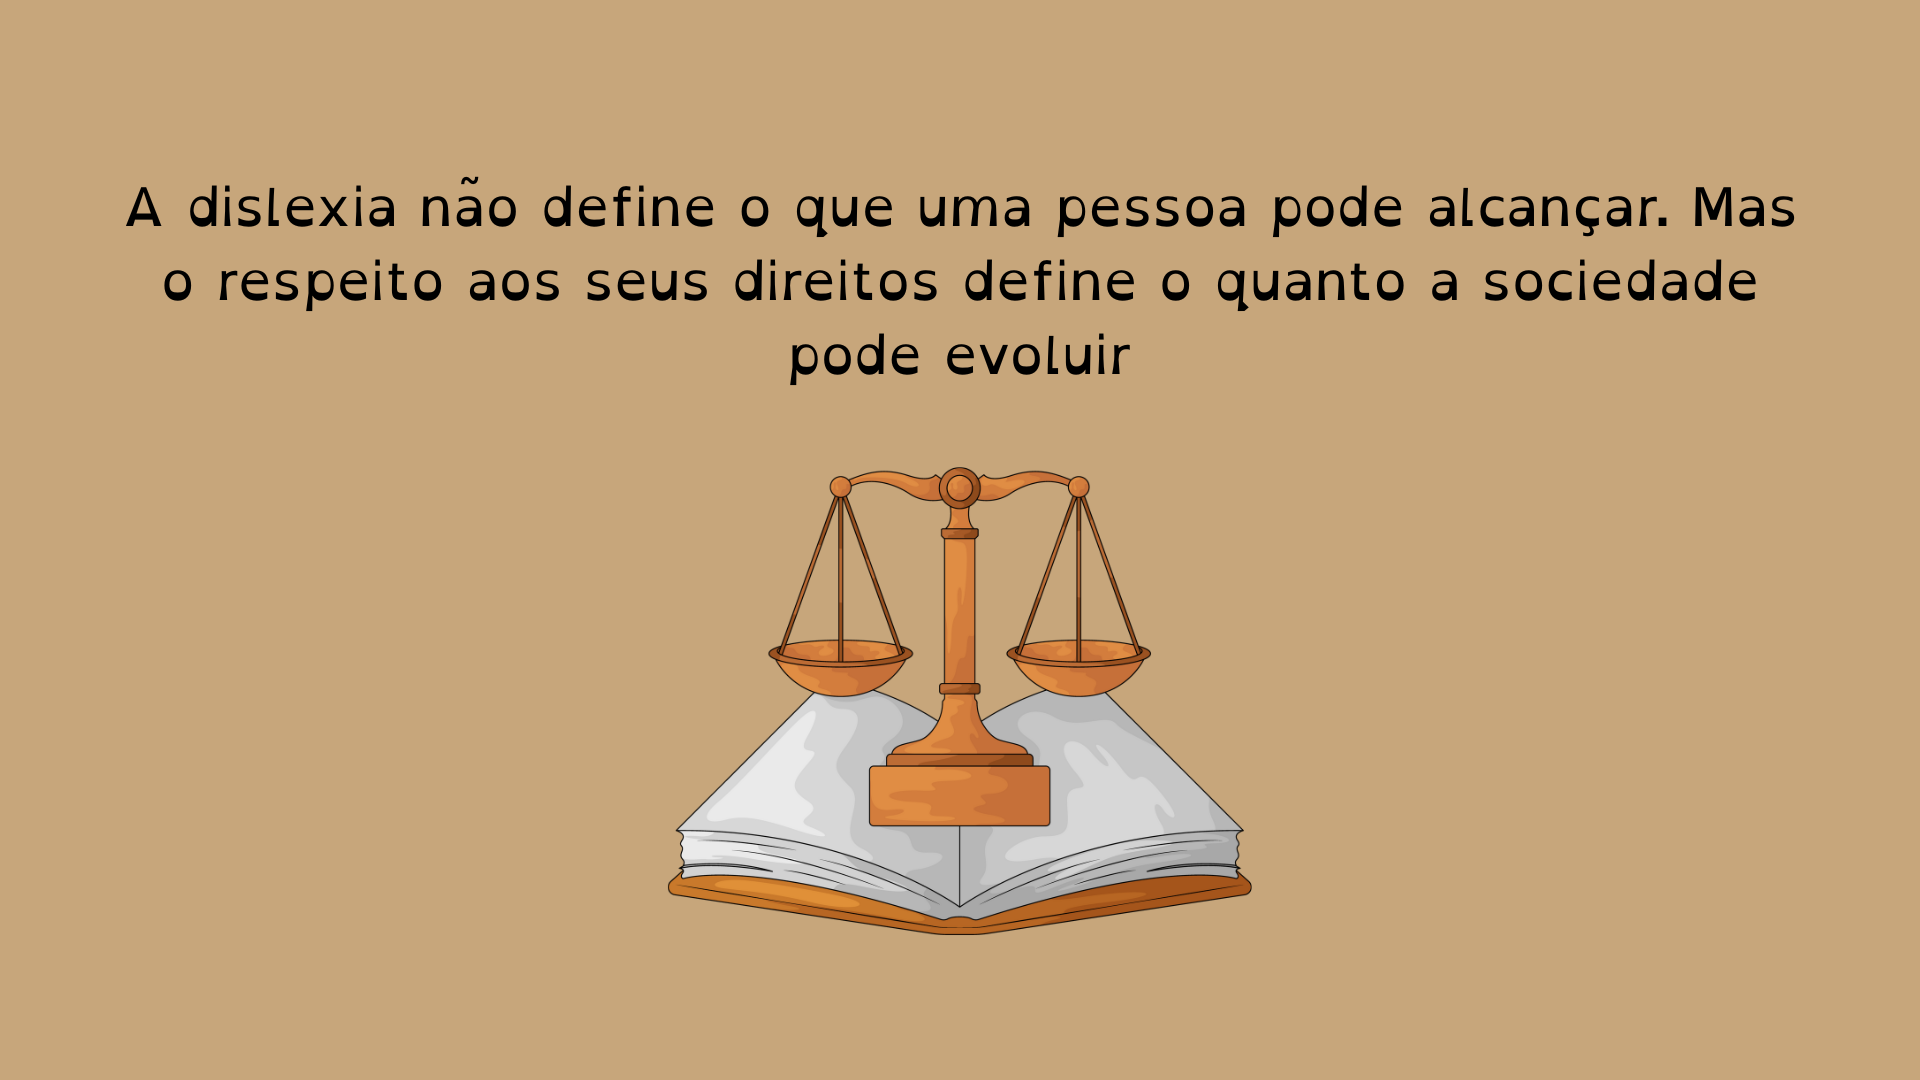 A dislexia não define o que uma pessoa pode alcançar. Mas
o respeito aos seus direitos define o quanto a sociedade
pode evoluir